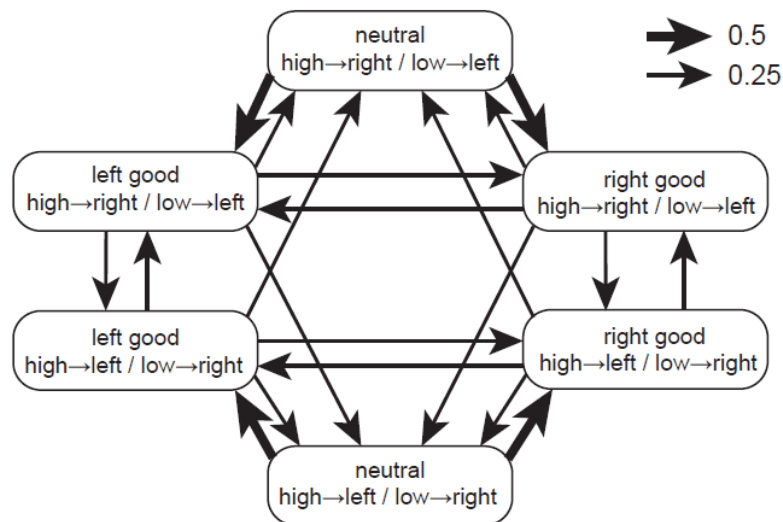 neutral
high→right / low→left
0.5
0.25
left good
high→right / low→left
right good
high→right / low→left
left good
high→left / low→right
right good
high→left / low→right
neutral
high→left / low→right